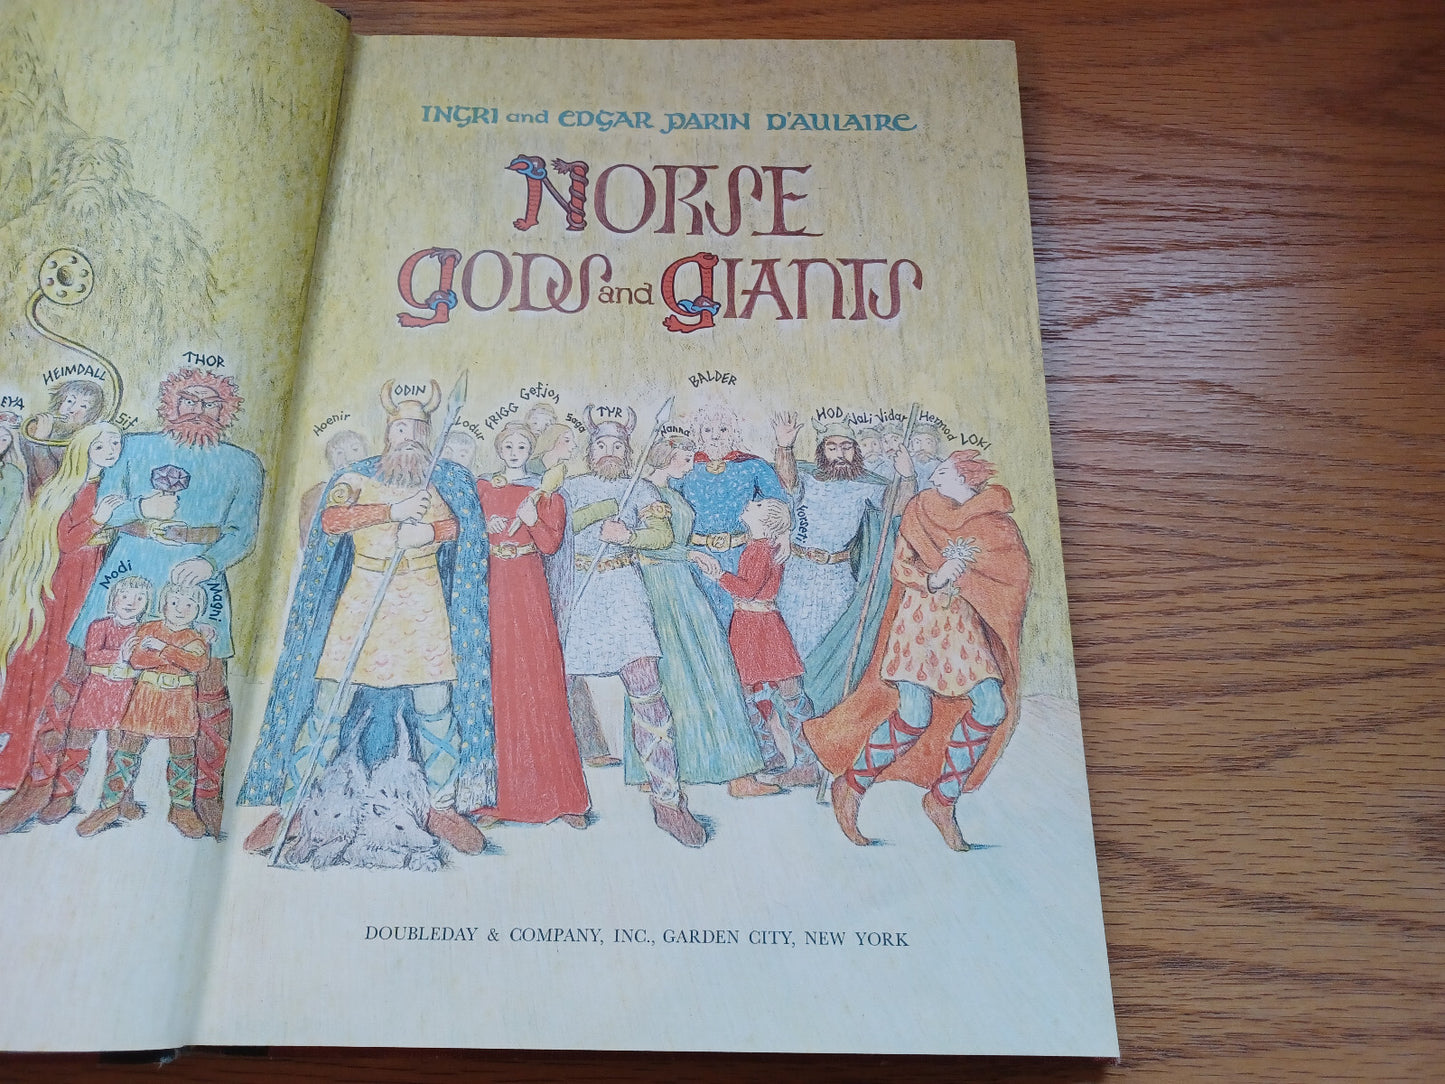 INGRI and EDGAR PARIN D'AULAIRE
NORSE
GODS and GIANTS
EYA
HEIMDALL
Sif
THOR
Modi
Magni
Hoenir
ODIN
Lodur
FRIGG
Gefjon
Saga
TYR
Nanna
BALDER
Forseti
HOD
Vali
Vidar
Hermod
LOKI
DOUBLEDAY & COMPANY, INC., GARDEN CITY, NEW YORK